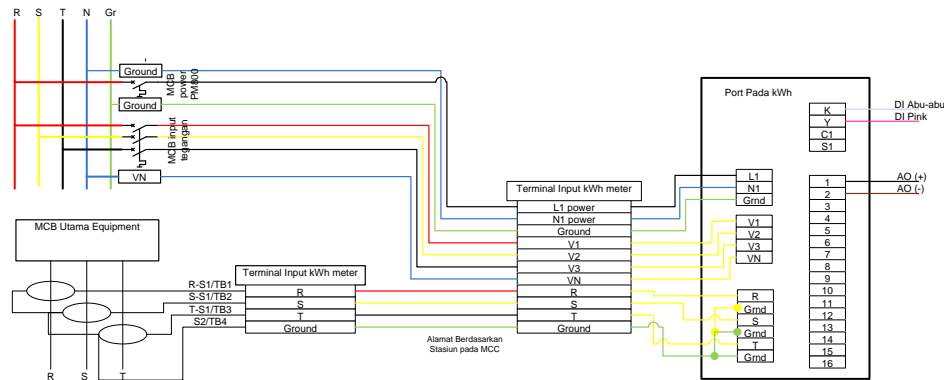 R S T N Gr
Ground
MCB power PM800
Ground
MCB input tegangan
VN
Port Pada kWh
K
Y
C1
S1
DI Abu-abu
DI Pink
L1
N1
Grnd
V1
V2
V3
VN
R
Grnd
S
Grnd
T
Grnd
1
2
3
4
5
6
7
8
9
10
11
12
13
14
15
16
AO (+)
AO (-)
Terminal Input kWh meter
L1 power
N1 power
Ground
V1
V2
V3
VN
R
S
T
Ground
MCB Utama Equipment
R-S1/TB1
S-S1/TB2
T-S1/TB3
S2/TB4
Terminal Input kWh meter
R
S
T
Ground
Alamat Berdasarkan
Stasiun pada MCC
R S T